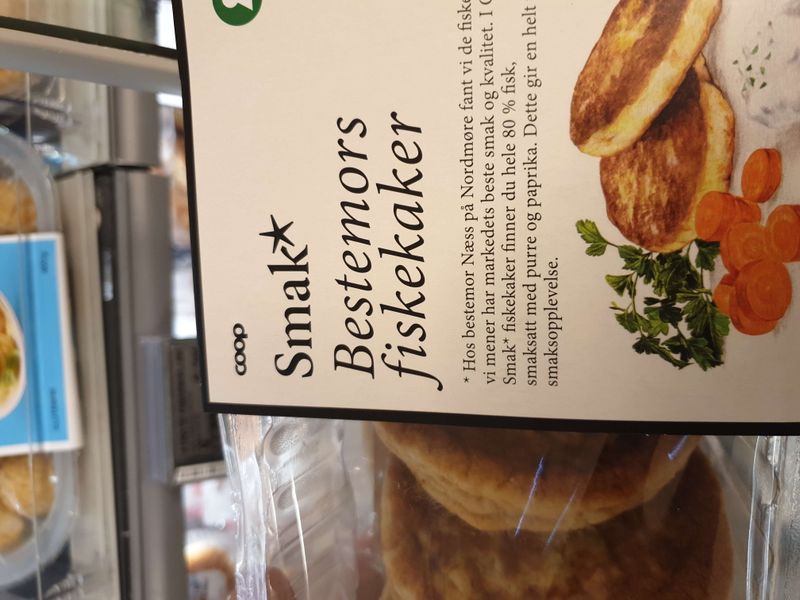 coop
Smak*
Bestemors
fiskekaker
* Hos bestemor Næss på Nordmøre fant vi de fiske
vi mener har markedets beste smak og kvalitet. I
Smak* fiskekaker finner du hele 80 % fisk,
smaksatt med purre og paprika. Dette gir en helt
smaksopplevelse.